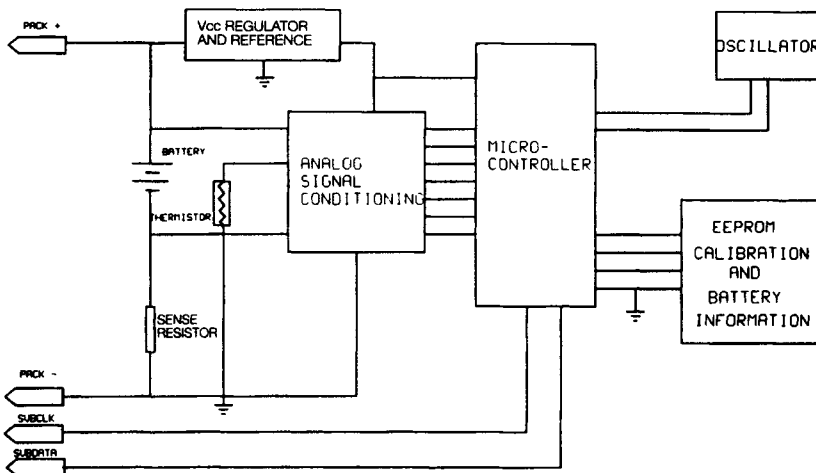 PACK +
Vcc REGULATOR
AND REFERENCE
OSCILLATOR
BATTERY
THERMISTOR
ANALOG
SIGNAL
CONDITIONING
MICRO-
CONTROLLER
EEPROM
CALIBRATION
AND
BATTERY
INFORMATION
SENSE
RESISTOR
PACK -
SUBCLK
SUBDATA